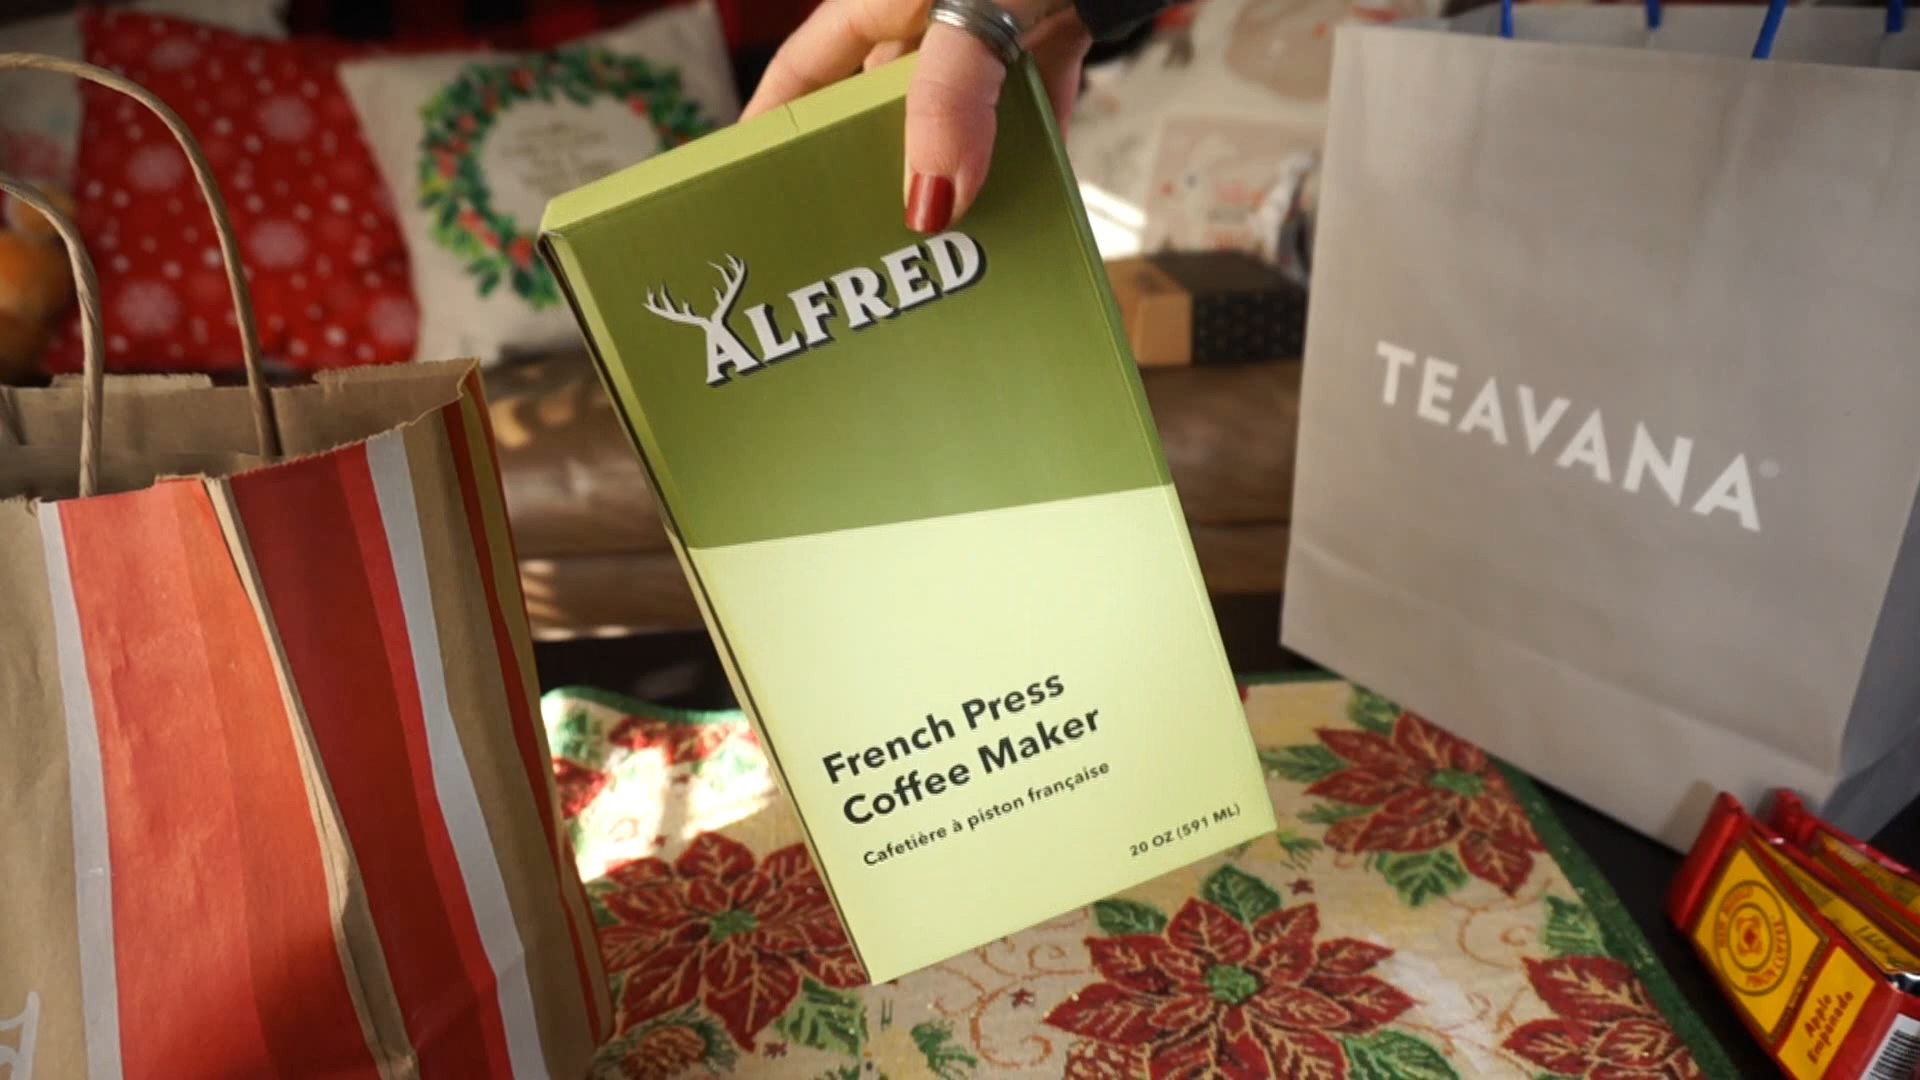 ALFRED
French Press
Coffee Maker
Cafetière à piston française
20 OZ (591 ML)
TEAVANA®
Apple
Empanada